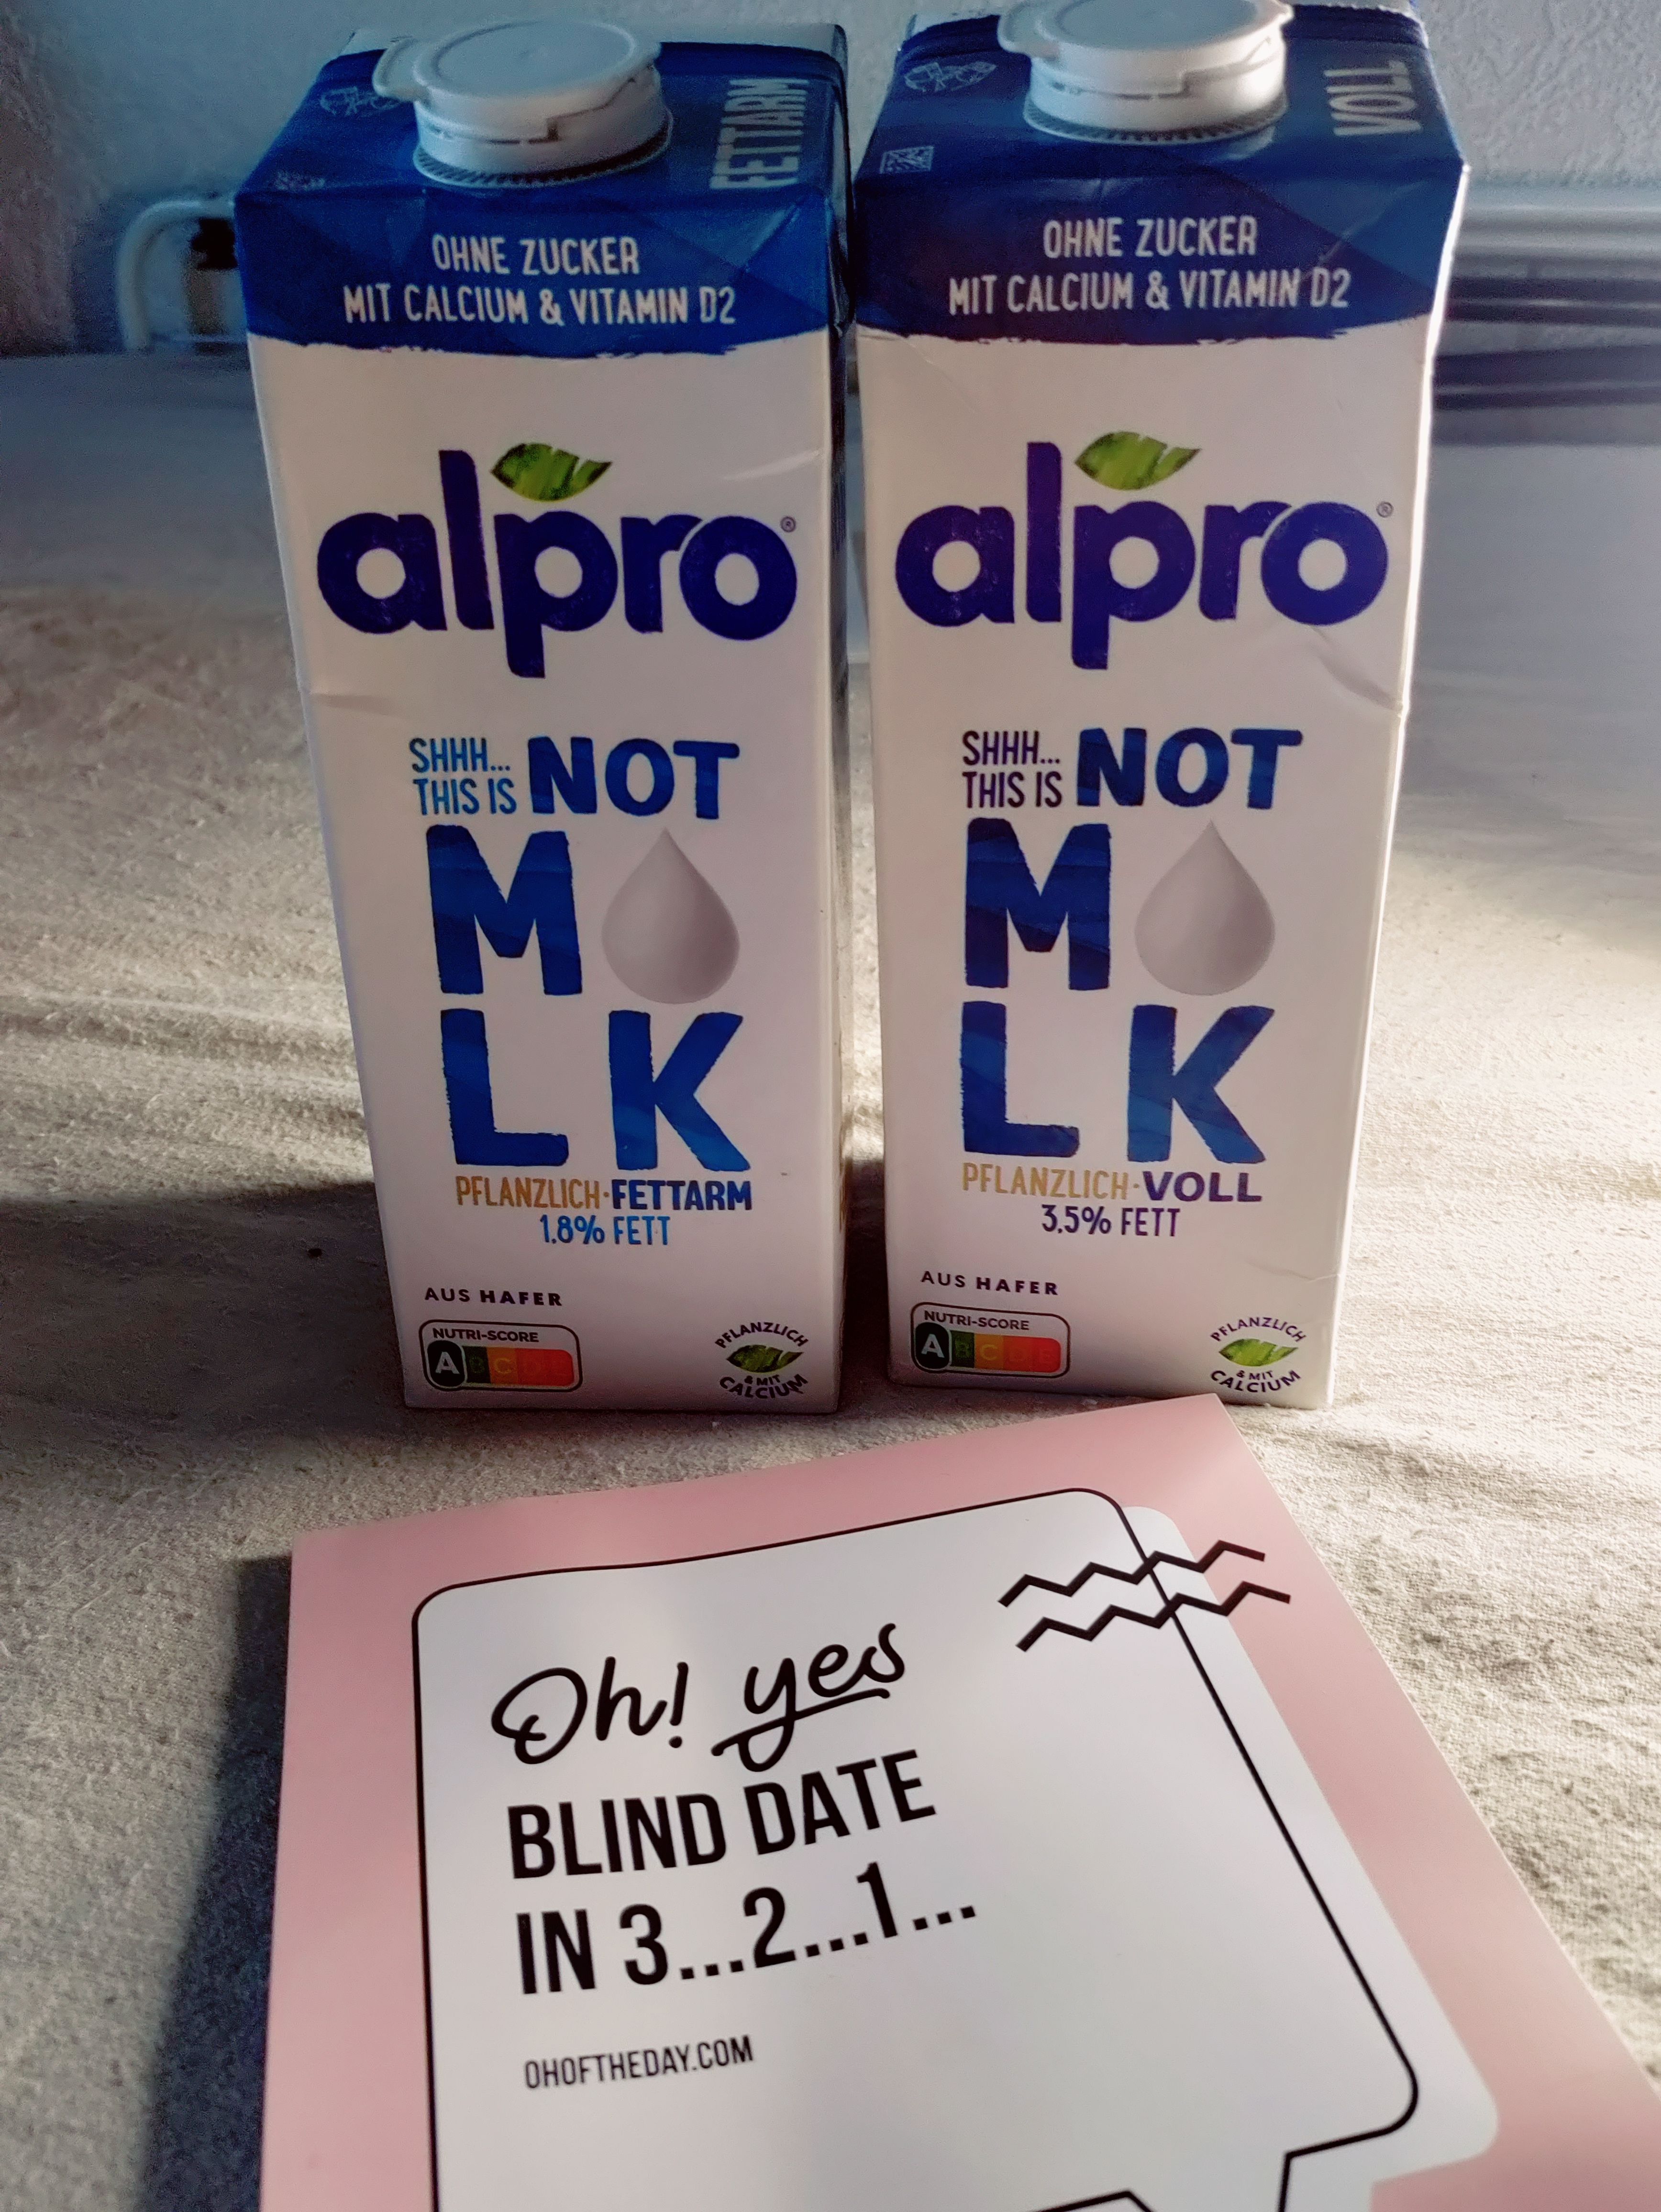 FETTARM
OHNE ZUCKER
MIT CALCIUM & VITAMIN D2
alpro®
SHHH...
THIS IS NOT
M LK
PFLANZLICH·FETTARM
1.8% FETT
AUS HAFER
NUTRI-SCORE
A B C D E
PFLANZLICH
& MIT
CALCIUM
VOLL
OHNE ZUCKER
MIT CALCIUM & VITAMIN D2
alpro®
SHHH...
THIS IS NOT
M LK
PFLANZLICH·VOLL
3.5% FETT
AUS HAFER
NUTRI-SCORE
A B C D E
PFLANZLICH
& MIT
CALCIUM
Oh! yes
BLIND DATE
IN 3...2...1...
OHOFTHEDAY.COM